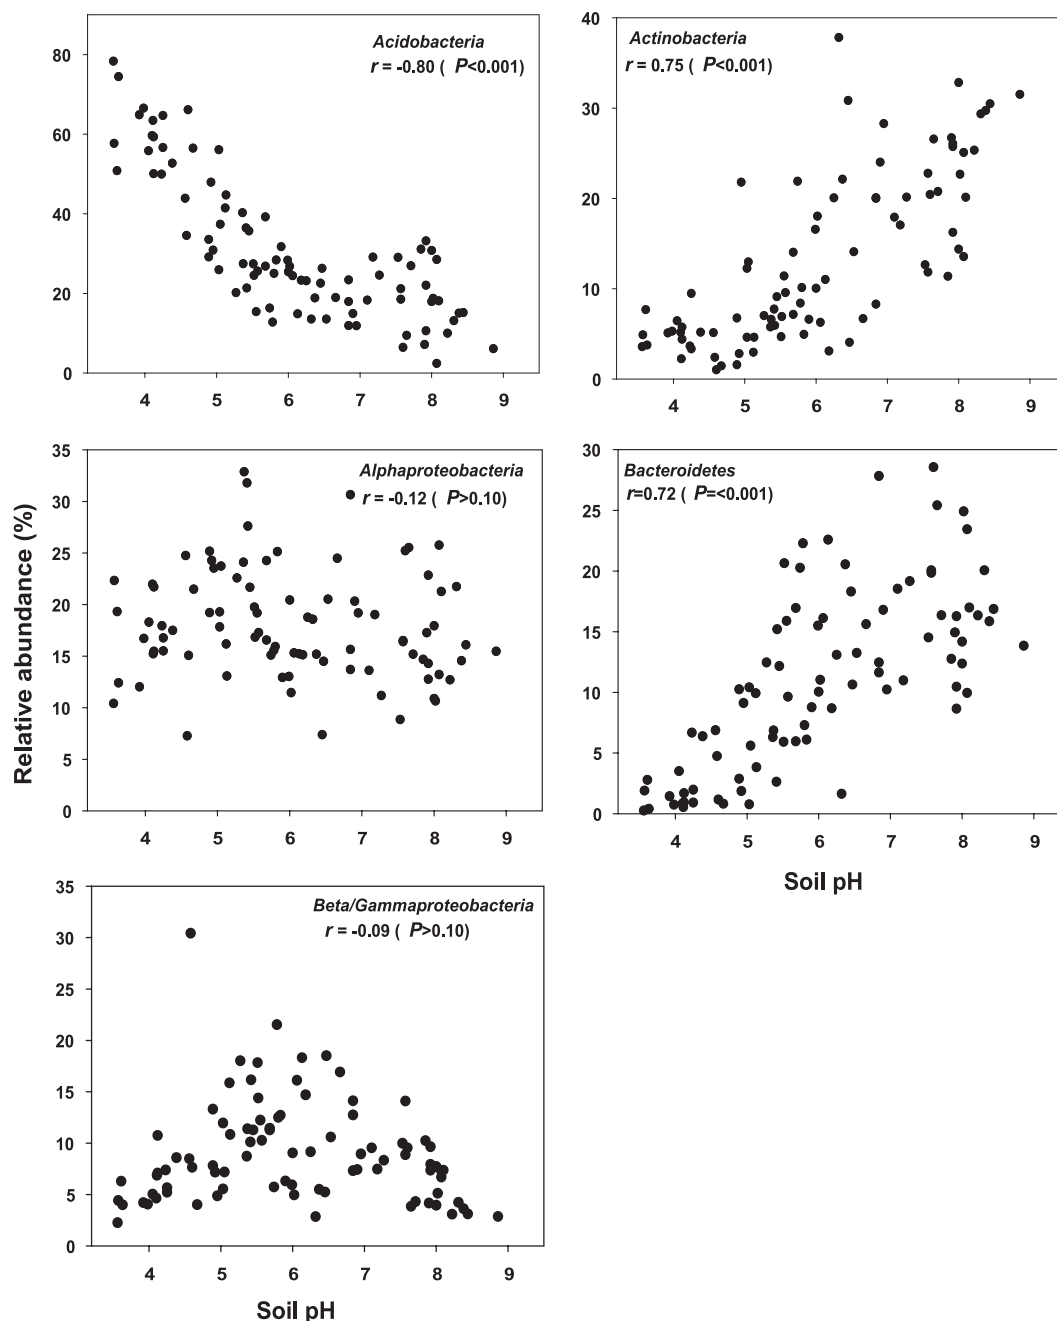 Acidobacteria
r = -0.80 ( P<0.001)
80
60
40
20
0
4 5 6 7 8 9
Actinobacteria
r = 0.75 ( P<0.001)
40
30
20
10
0
4 5 6 7 8 9
Relative abundance (%)
Alphaproteobacteria
r = -0.12 ( P>0.10)
35
30
25
20
15
10
5
0
4 5 6 7 8 9
Bacteroidetes
r=0.72 ( P=<0.001)
30
25
20
15
10
5
0
4 5 6 7 8 9
Soil pH
Beta/Gammaproteobacteria
r = -0.09 ( P>0.10)
35
30
25
20
15
10
5
0
4 5 6 7 8 9
Soil pH